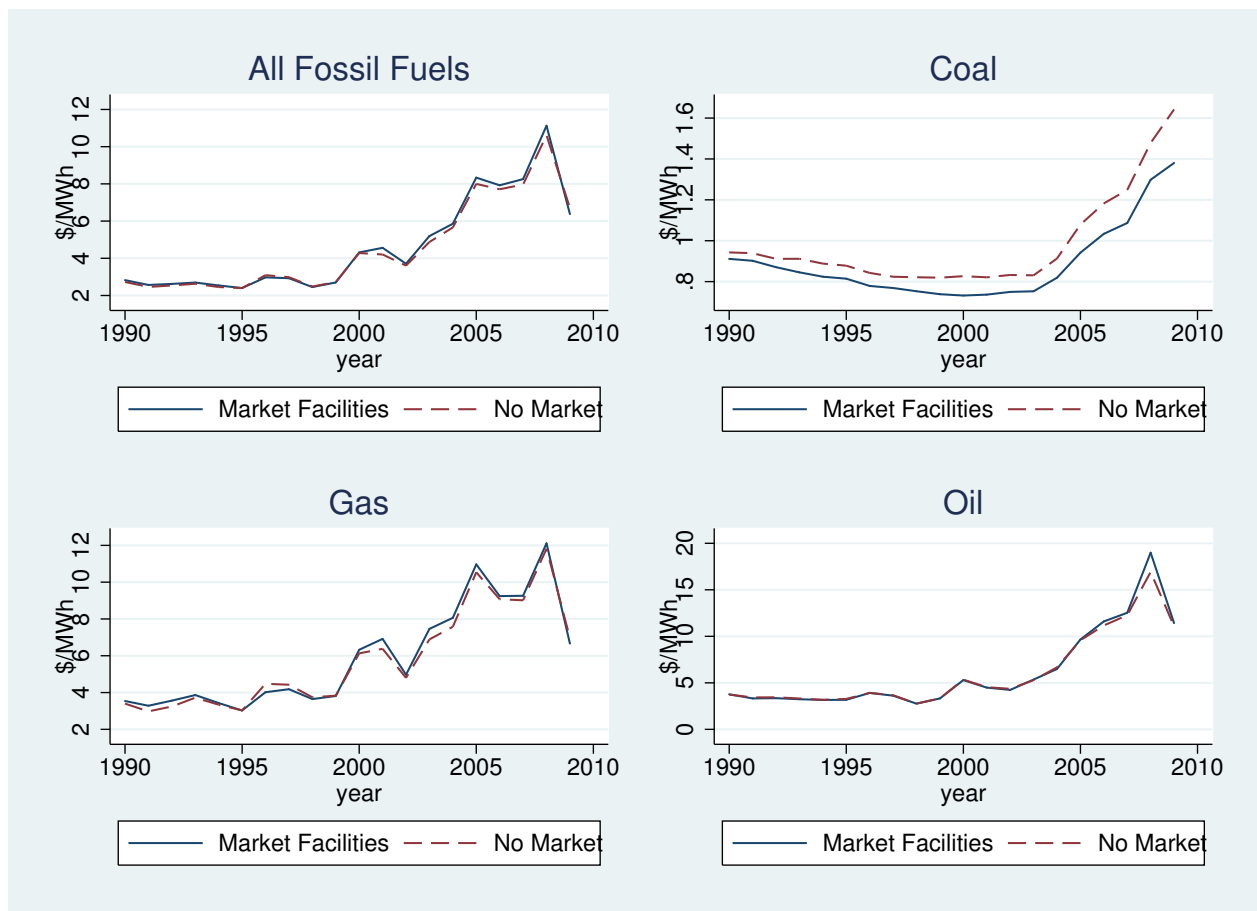 All Fossil Fuels
$/MWh
12
10
8
6
4
2
1990 1995 2000 2005 2010
year
Market Facilities No Market
Coal
$/MWh
1.6
1.4
1.2
1
.8
1990 1995 2000 2005 2010
year
Market Facilities No Market
Gas
$/MWh
12
10
8
6
4
2
1990 1995 2000 2005 2010
year
Market Facilities No Market
Oil
$/MWh
20
15
10
5
0
1990 1995 2000 2005 2010
year
Market Facilities No Market